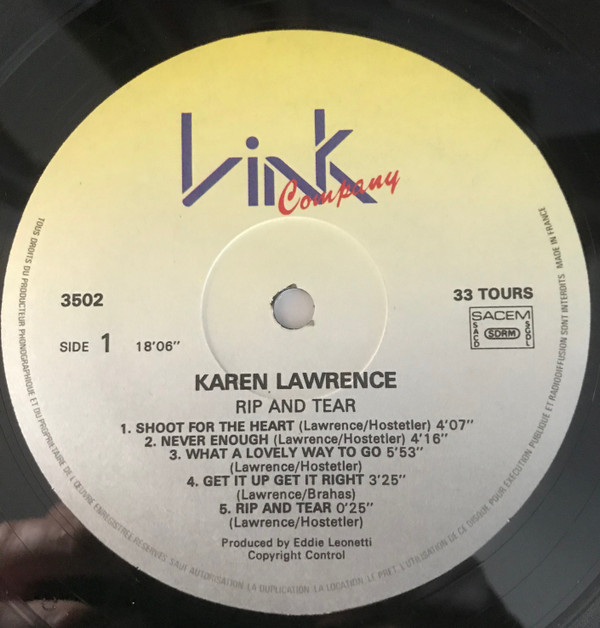 Link
Company
3502
33 TOURS
SIDE 1 18'06"
SACEM
SACD
SDRM
SGDL
KAREN LAWRENCE
RIP AND TEAR
1. SHOOT FOR THE HEART (Lawrence/Hostetler) 4'07"
2. NEVER ENOUGH (Lawrence/Hostetler) 4'16"
3. WHAT A LOVELY WAY TO GO 5'53"
(Lawrence/Hostetler)
4. GET IT UP GET IT RIGHT 3'25"
(Lawrence/Brahas)
5. RIP AND TEAR 0'25"
(Lawrence/Hostetler)
Produced by Eddie Leonetti
Copyright Control
TOUS DROITS DU PRODUCTEUR PHONOGRAPHIQUE ET DU PROPRIETAIRE DE L'ŒUVRE ENREGISTREE RESERVES. SAUF AUTORISATION LA DUPLICATION, LA LOCATION, LE PRET, L'UTILISATION DE CE DISQUE POUR EXECUTION PUBLIQUE ET RADIODIFFUSION SONT INTERDITS. MADE IN FRANCE